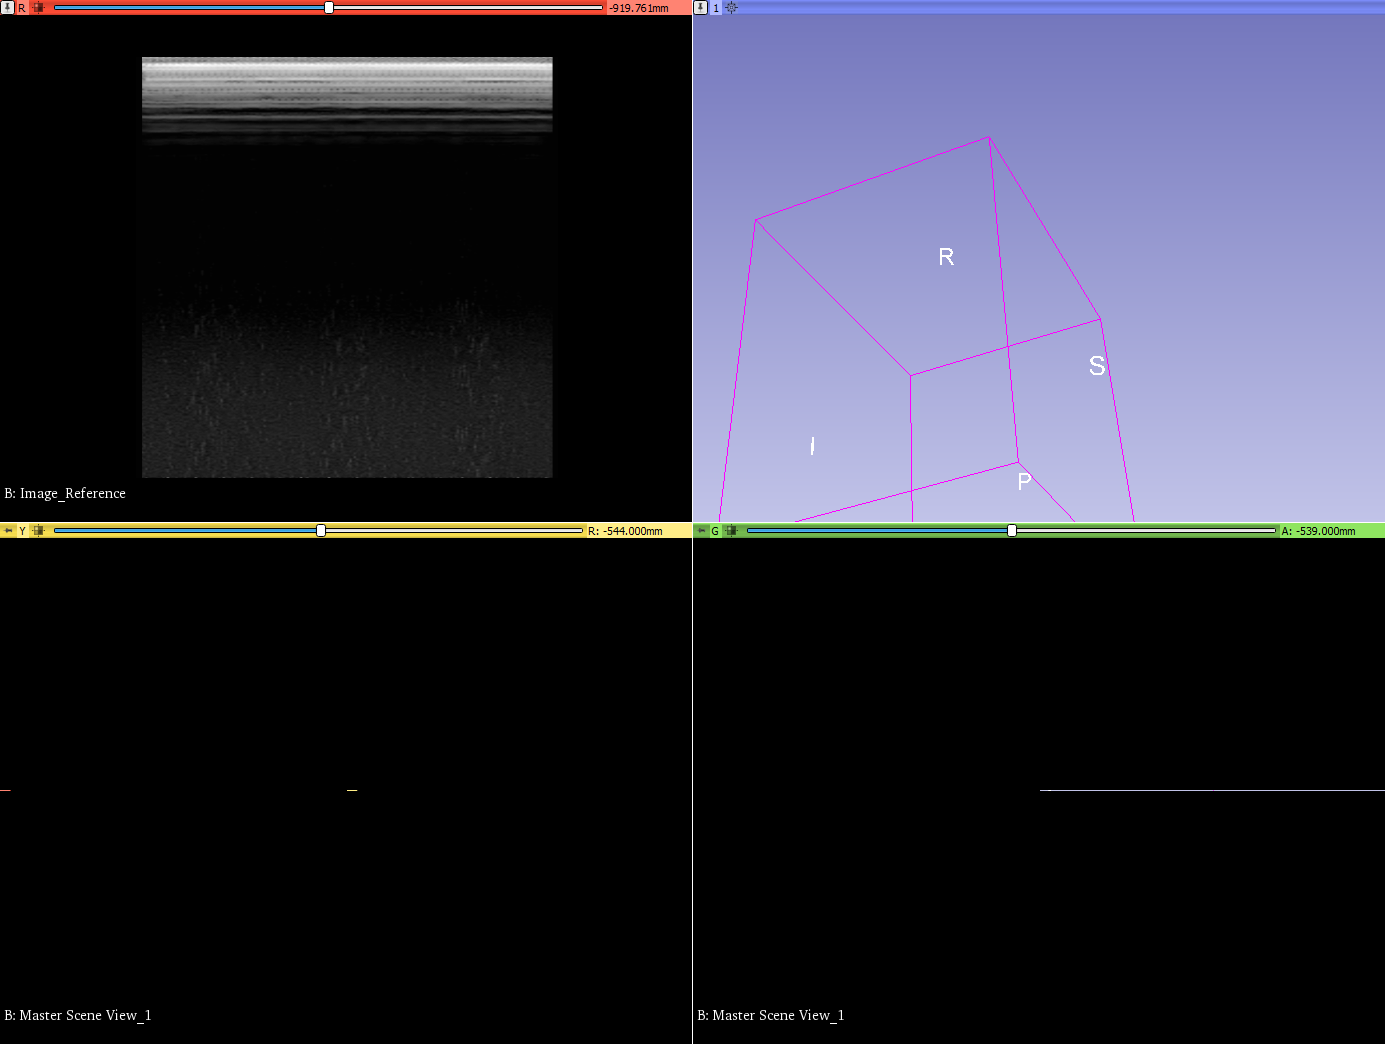 R -919.761mm
1
B: Image_Reference
R
S
I
P
Y R: -544.000mm
G A: -539.000mm
B: Master Scene View_1
B: Master Scene View_1